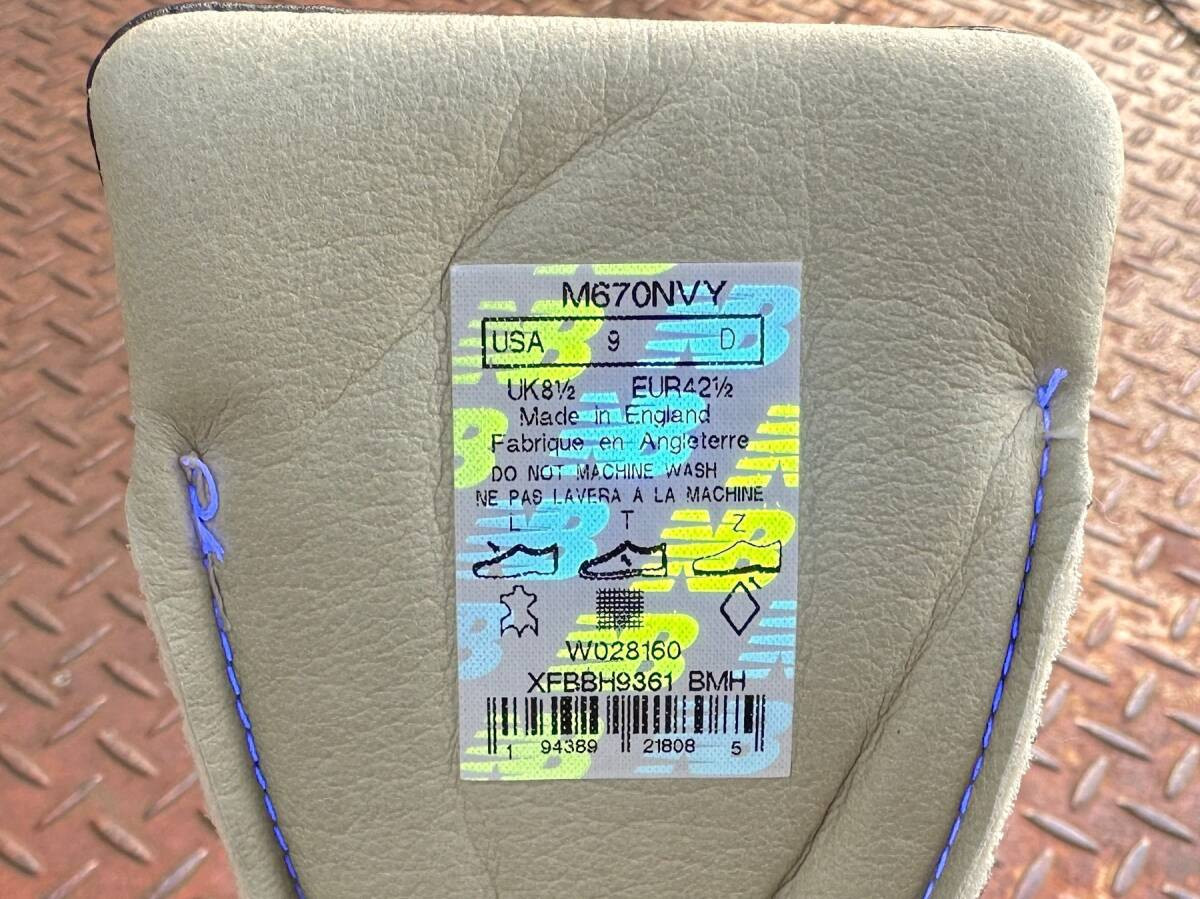 M670NVY
USA 9 D
UK8½ EUR42½
Made in England
Fabrique en Angleterre
DO NOT MACHINE WASH
NE PAS LAVERA A LA MACHINE
L T Z
W028160
XFBBH9361 BMH
1 94389 21808 5